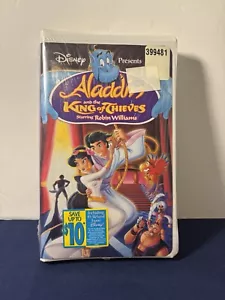 Disney Presents
399481
Aladdin
and the
King of Thieves
Starring Robin Williams
SAVE
UP TO
$10